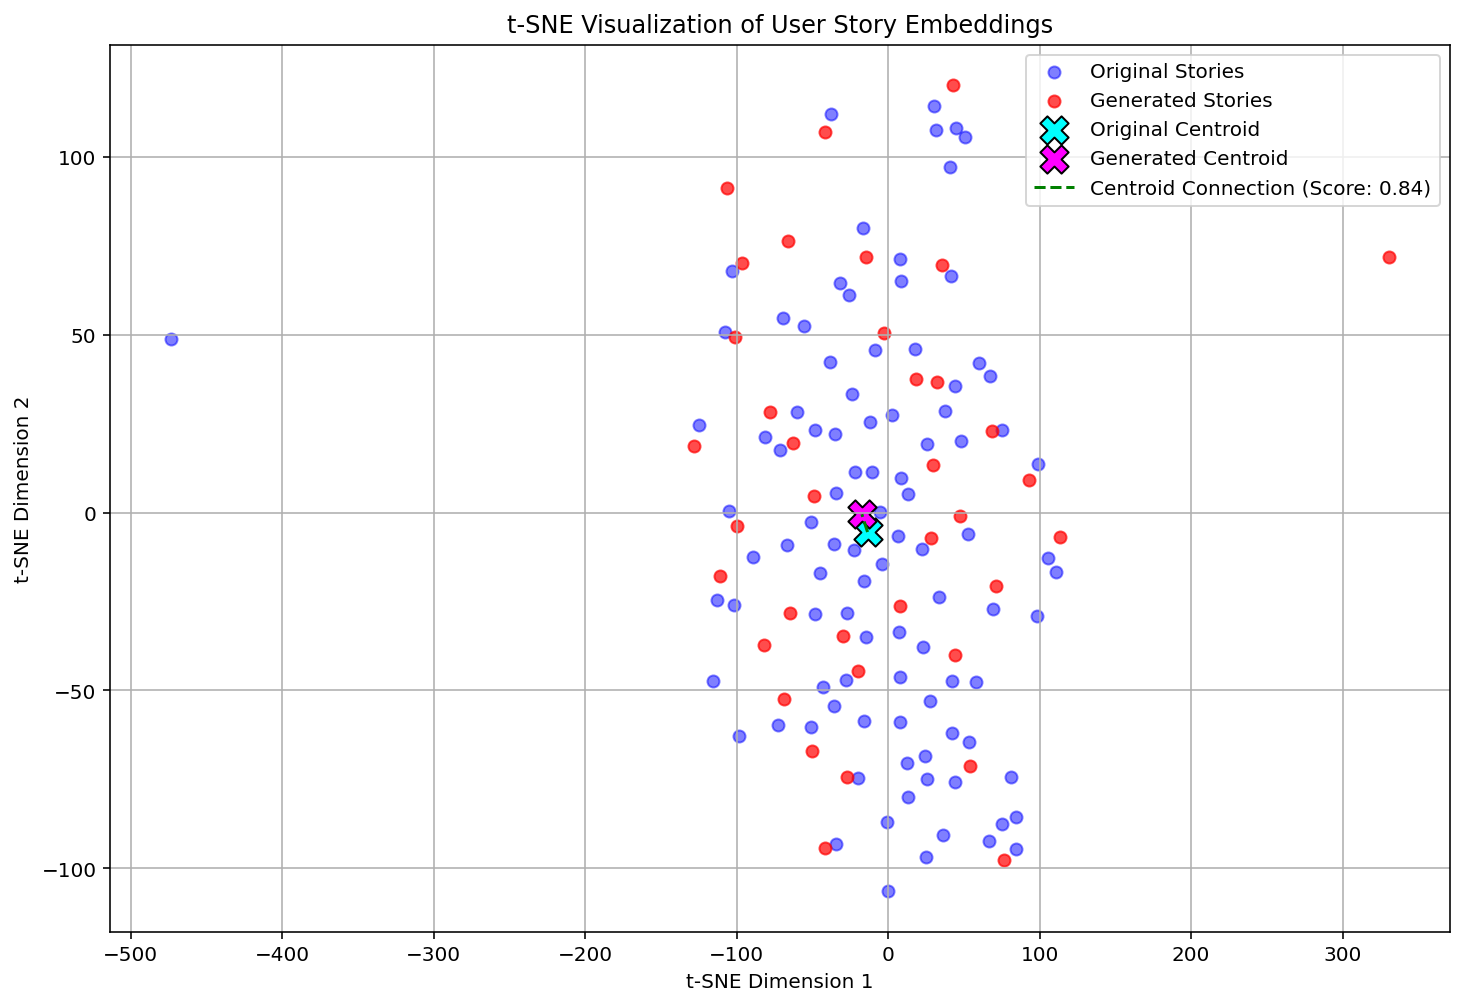 t-SNE Visualization of User Story Embeddings
Original Stories
Generated Stories
Original Centroid
Generated Centroid
Centroid Connection (Score: 0.84)
t-SNE Dimension 2
100
50
0
−50
−100
−500
−400
−300
−200
−100
0
100
200
300
t-SNE Dimension 1